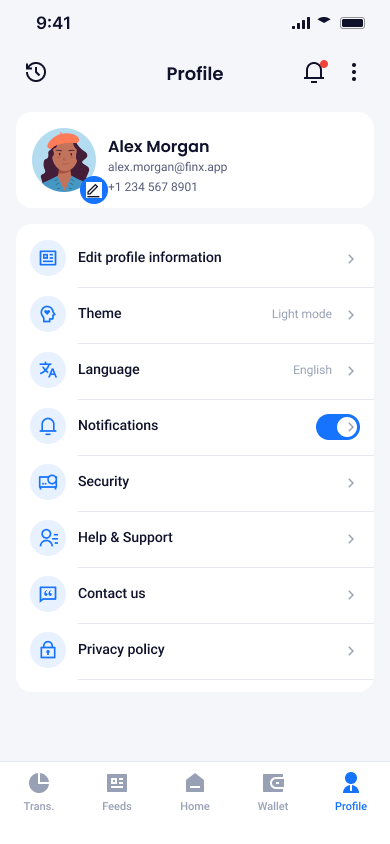 9:41
Profile
Alex Morgan
alex.morgan@finx.app
+1 234 567 8901
Edit profile information
Theme Light mode
Language English
Notifications
Security
Help & Support
Contact us
Privacy policy
Trans. Feeds Home Wallet Profile